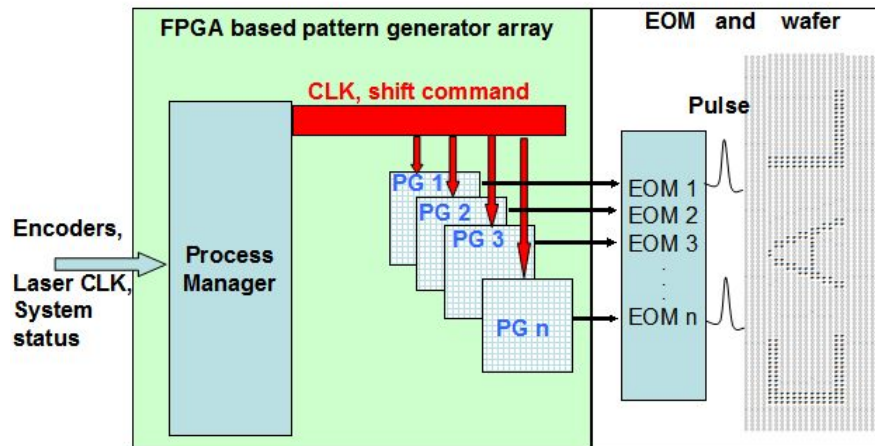 FPGA based pattern generator array
EOM and wafer
CLK, shift command
Pulse
PG 1
PG 2
PG 3
PG n
EOM 1
EOM 2
EOM 3
.
.
.
.
EOM n
Encoders,
Laser CLK,
System
status
Process
Manager